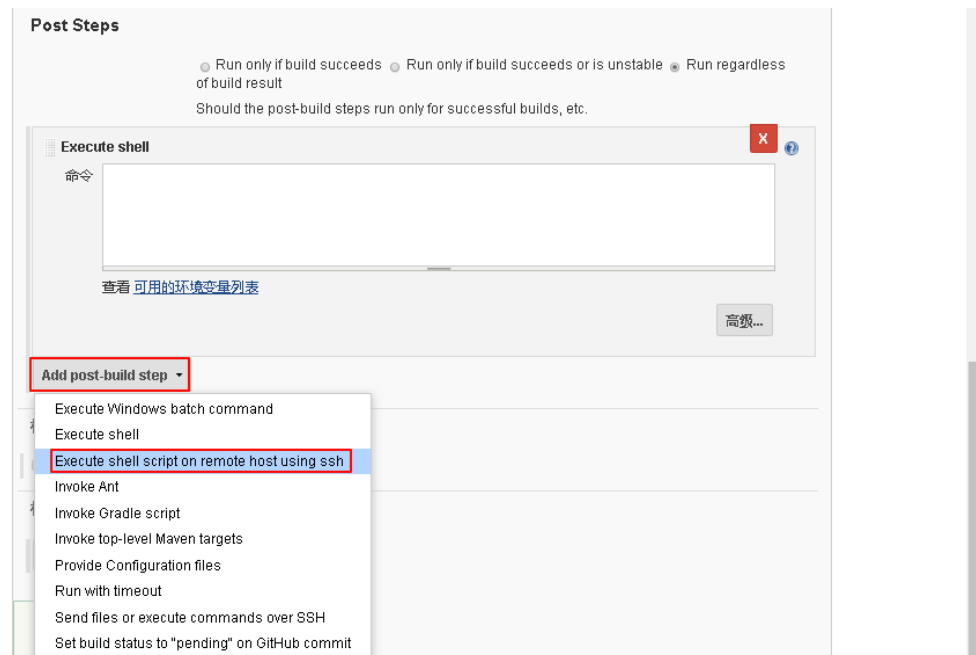 Post Steps
Run only if build succeeds Run only if build succeeds or is unstable Run regardless
of build result
Should the post-build steps run only for successful builds, etc.
Execute shell
X
命令
查看 可用的环境变量列表
高级...
Add post-build step
Execute Windows batch command
Execute shell
Execute shell script on remote host using ssh
Invoke Ant
Invoke Gradle script
Invoke top-level Maven targets
Provide Configuration files
Run with timeout
Send files or execute commands over SSH
Set build status to "pending" on GitHub commit